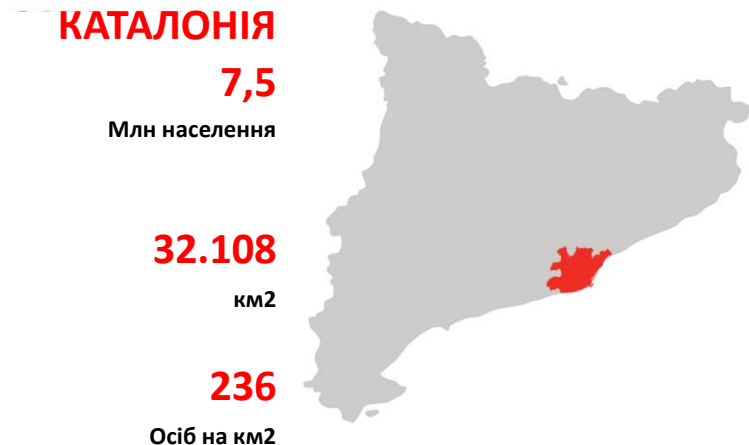 КАТАЛОНІЯ
7,5
Млн населення
32.108
км2
236
Осіб на км2